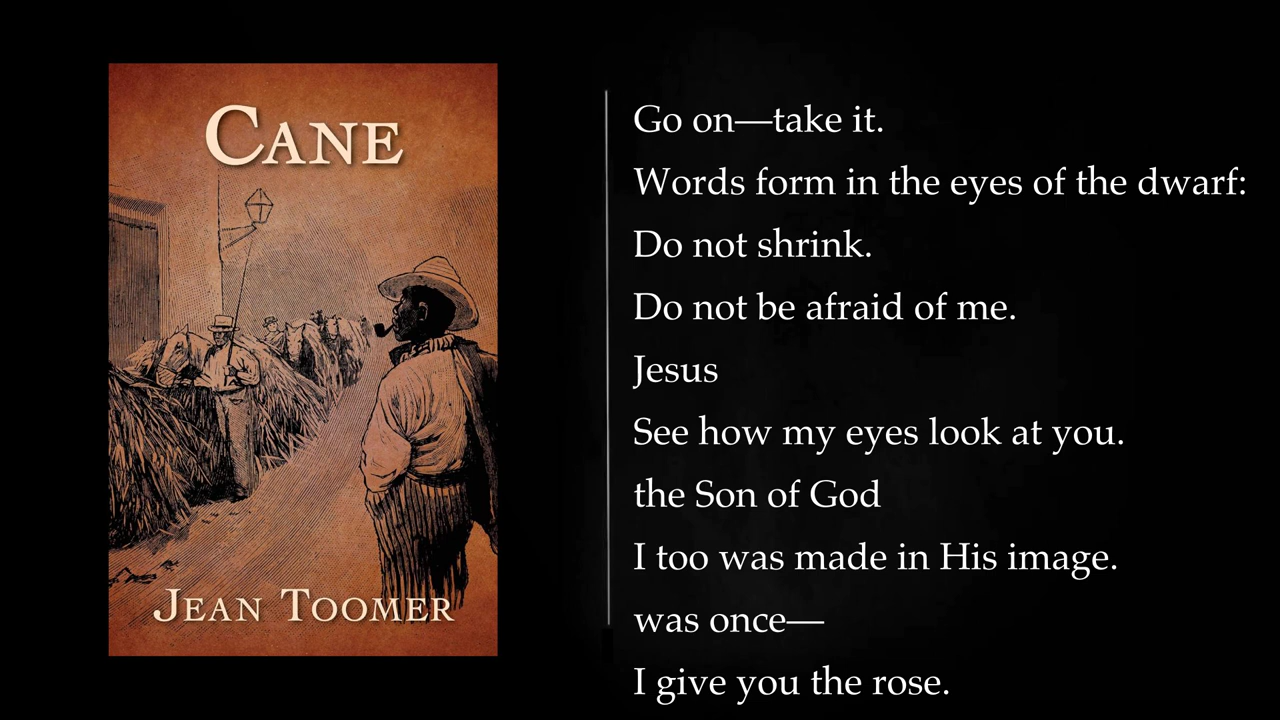 CANE
JEAN TOOMER
Go on—take it.
Words form in the eyes of the dwarf:
Do not shrink.
Do not be afraid of me.
Jesus
See how my eyes look at you.
the Son of God
I too was made in His image.
was once—
I give you the rose.